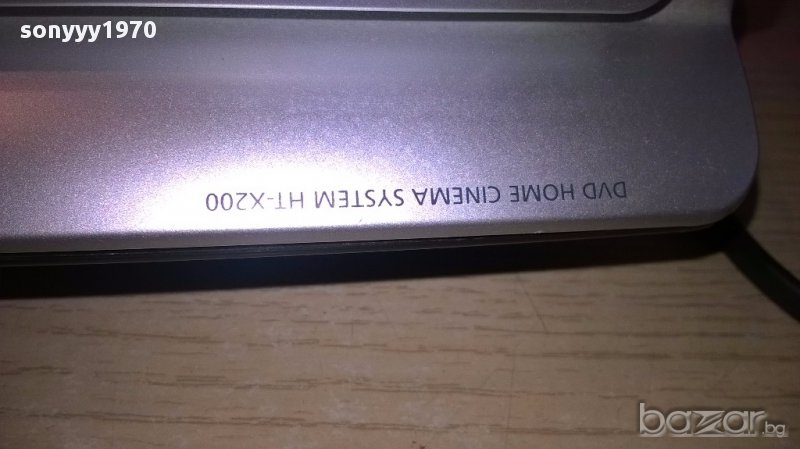 sonyyy1970
DVD HOME CINEMA SYSTEM HT-X200
bazar.bg